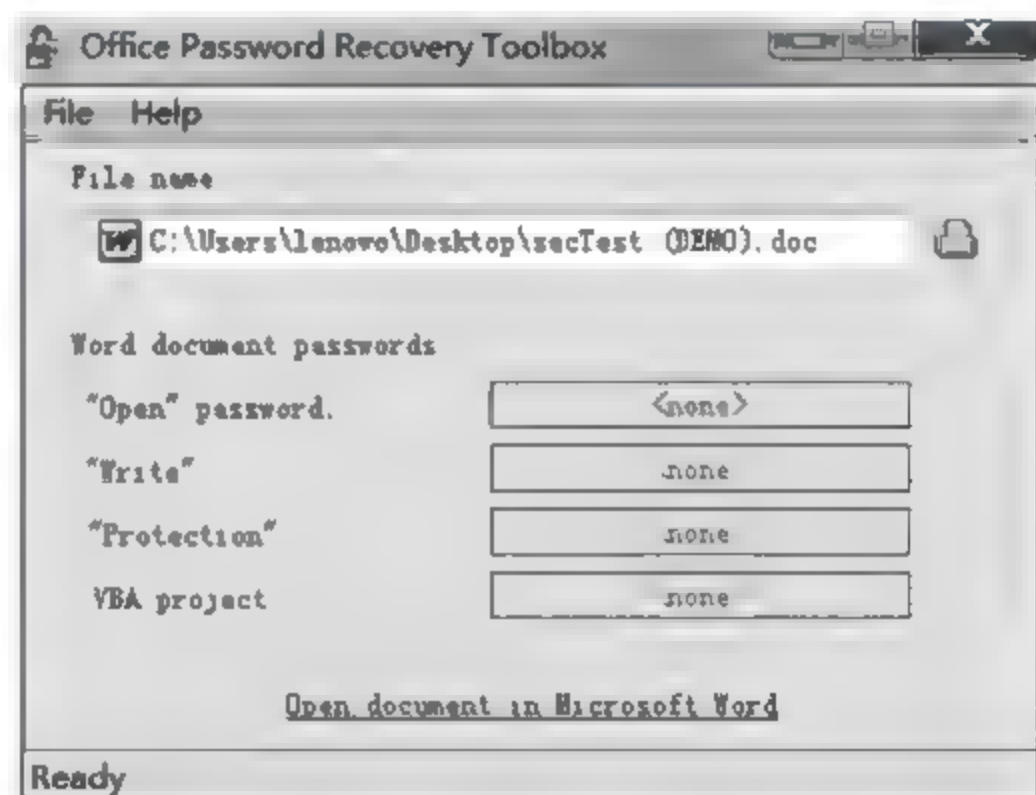 Office Password Recovery Toolbox
File Help
File name
C:\Users\lenovo\Desktop\secTest (DEMO).doc
Word document passwords
"Open" password. <none>
"Write" none
"Protection" none
VBA project none
Open document in Microsoft Word
Ready